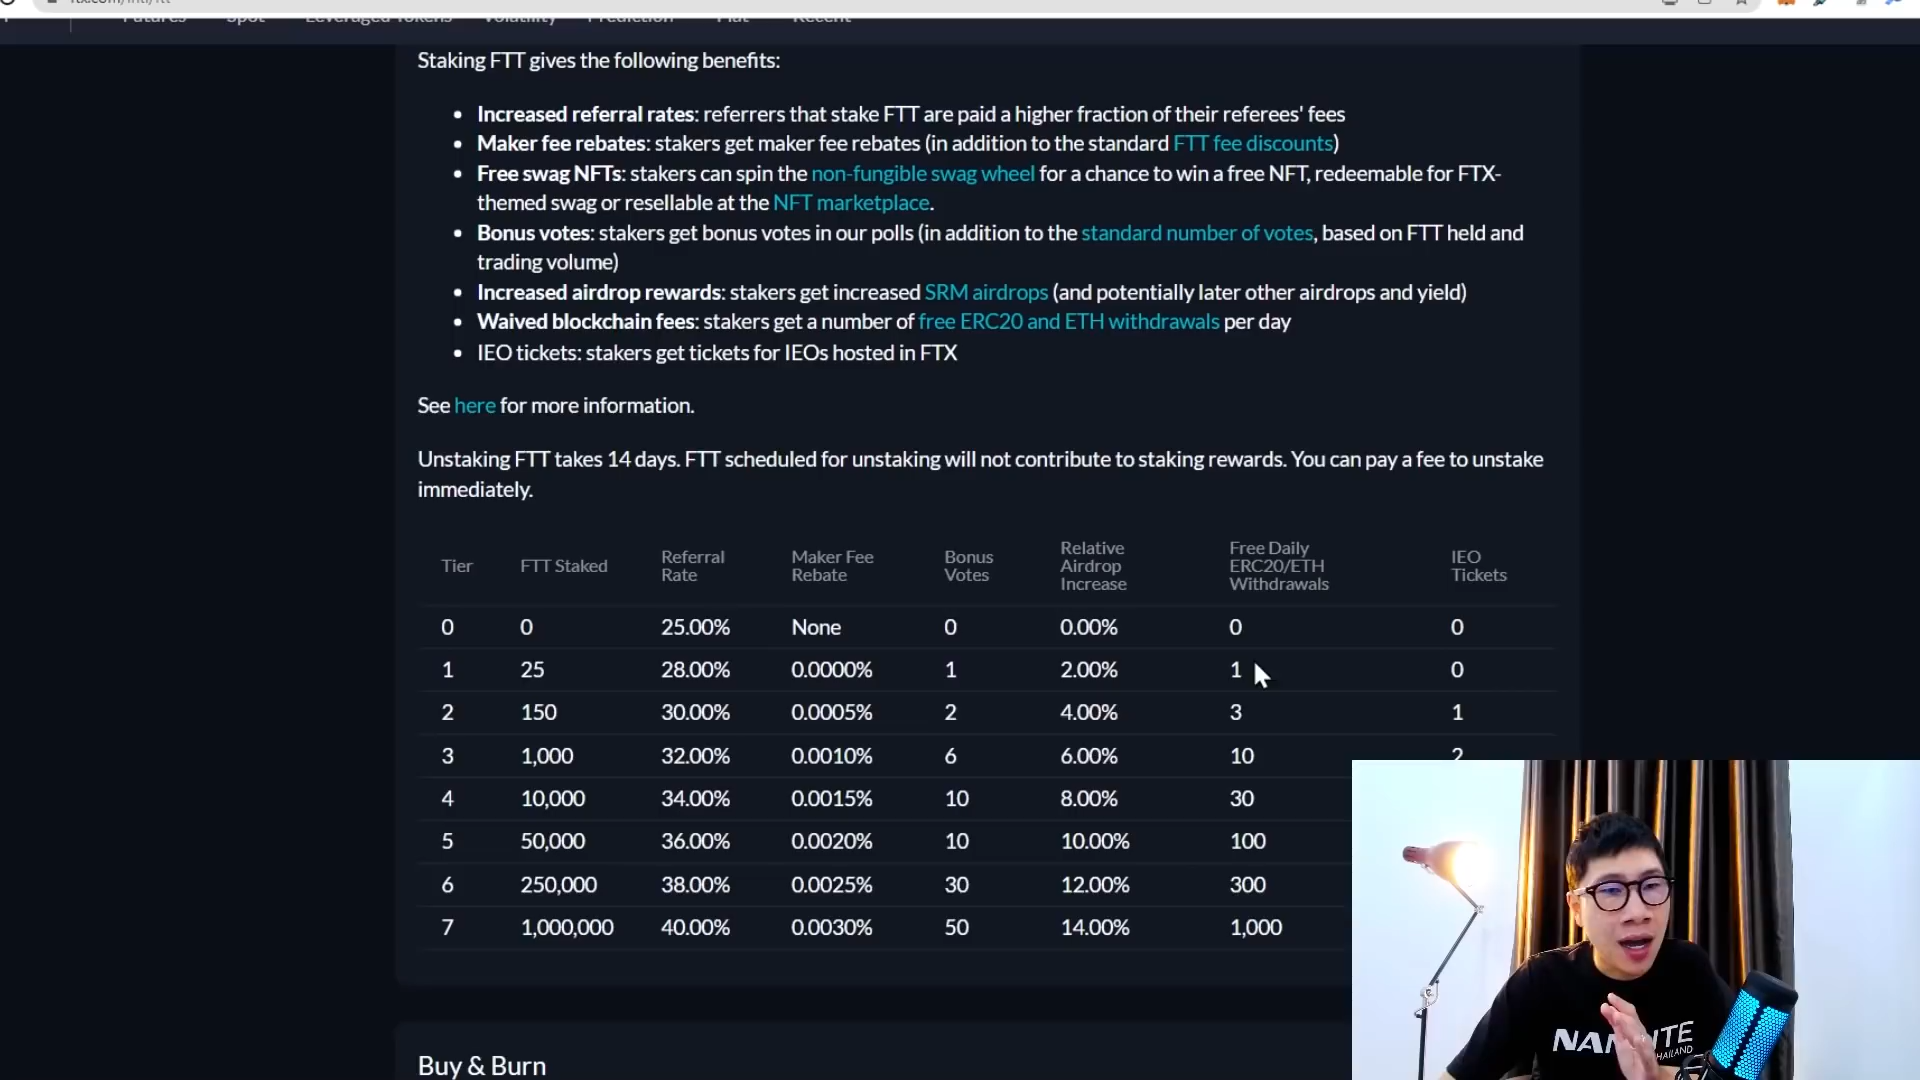 Futures Spot Leveraged Tokens Volatility Prediction Fiat Recent
Staking FTT gives the following benefits:
• Increased referral rates: referrers that stake FTT are paid a higher fraction of their referees' fees
• Maker fee rebates: stakers get maker fee rebates (in addition to the standard FTT fee discounts)
• Free swag NFTs: stakers can spin the non-fungible swag wheel for a chance to win a free NFT, redeemable for FTX-
themed swag or resellable at the NFT marketplace.
• Bonus votes: stakers get bonus votes in our polls (in addition to the standard number of votes, based on FTT held and
trading volume)
• Increased airdrop rewards: stakers get increased SRM airdrops (and potentially later other airdrops and yield)
• Waived blockchain fees: stakers get a number of free ERC20 and ETH withdrawals per day
• IEO tickets: stakers get tickets for IEOs hosted in FTX
See here for more information.
Unstaking FTT takes 14 days. FTT scheduled for unstaking will not contribute to staking rewards. You can pay a fee to unstake
immediately.
Tier FTT Staked Referral Rate Maker Fee Rebate Bonus Votes Relative Airdrop Increase Free Daily ERC20/ETH Withdrawals IEO Tickets
0 0 25.00% None 0 0.00% 0 0
1 25 28.00% 0.0000% 1 2.00% 1 0
2 150 30.00% 0.0005% 2 4.00% 3 1
3 1,000 32.00% 0.0010% 6 6.00% 10 2
4 10,000 34.00% 0.0015% 10 8.00% 30
5 50,000 36.00% 0.0020% 10 10.00% 100
6 250,000 38.00% 0.0025% 30 12.00% 300
7 1,000,000 40.00% 0.0030% 50 14.00% 1,000
Buy & Burn